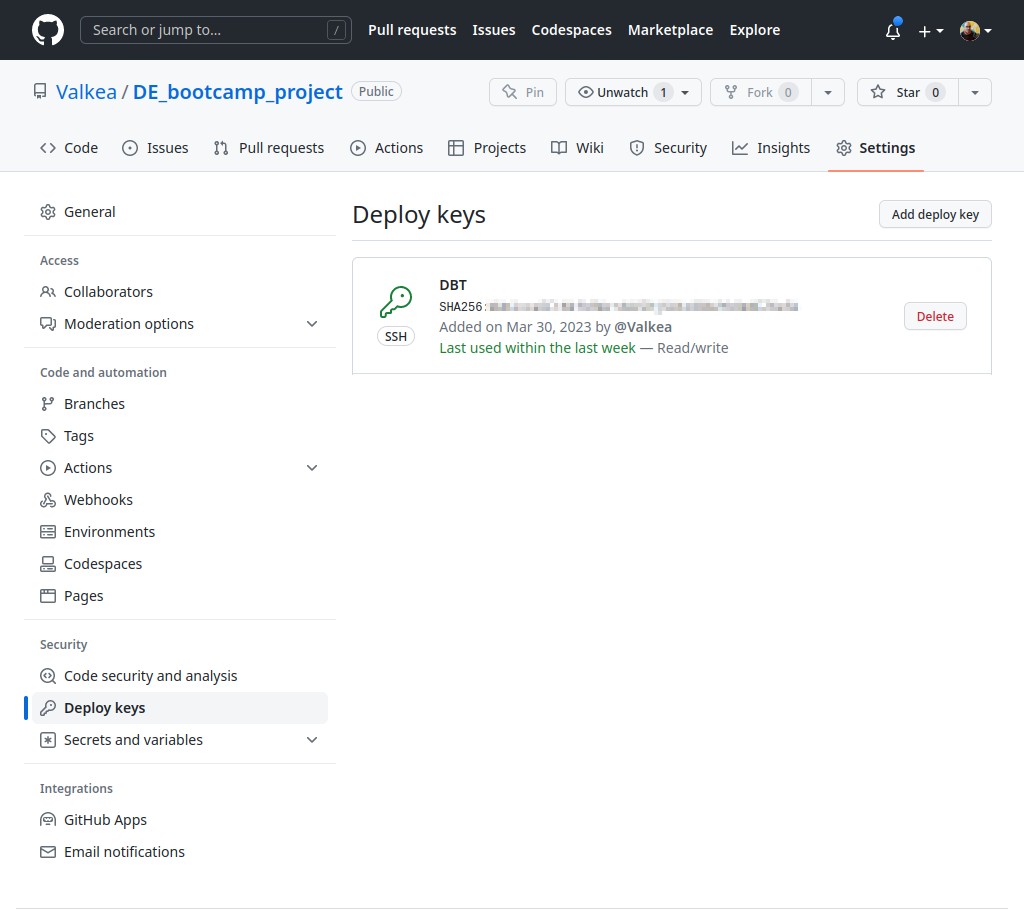 Search or jump to... /
Pull requests Issues Codespaces Marketplace Explore
Valkea / DE_bootcamp_project Public
Pin Unwatch 1 Fork 0 Star 0
Code Issues Pull requests Actions Projects Wiki Security Insights Settings
General
Access
Collaborators
Moderation options
Code and automation
Branches
Tags
Actions
Webhooks
Environments
Codespaces
Pages
Security
Code security and analysis
Deploy keys
Secrets and variables
Integrations
GitHub Apps
Email notifications
Deploy keys
Add deploy key
SSH
DBT
SHA256:
Added on Mar 30, 2023 by @Valkea
Last used within the last week — Read/write
Delete